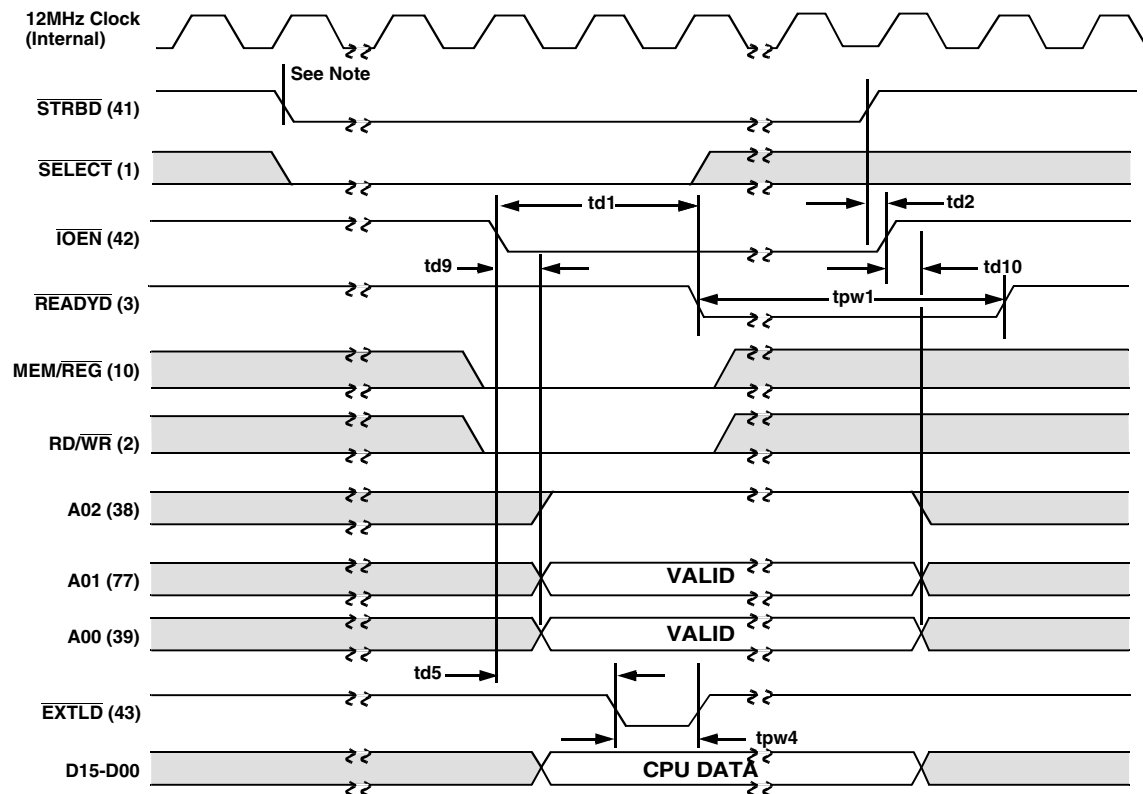 12MHz Clock
(Internal)
See Note
STRBD (41)
SELECT (1)
td1
td2
IOEN (42)
td9
td10
READYD (3)
tpw1
MEM/REG (10)
RD/WR (2)
A02 (38)
A01 (77)
VALID
A00 (39)
VALID
td5
EXTLD (43)
tpw4
D15-D00
CPU DATA